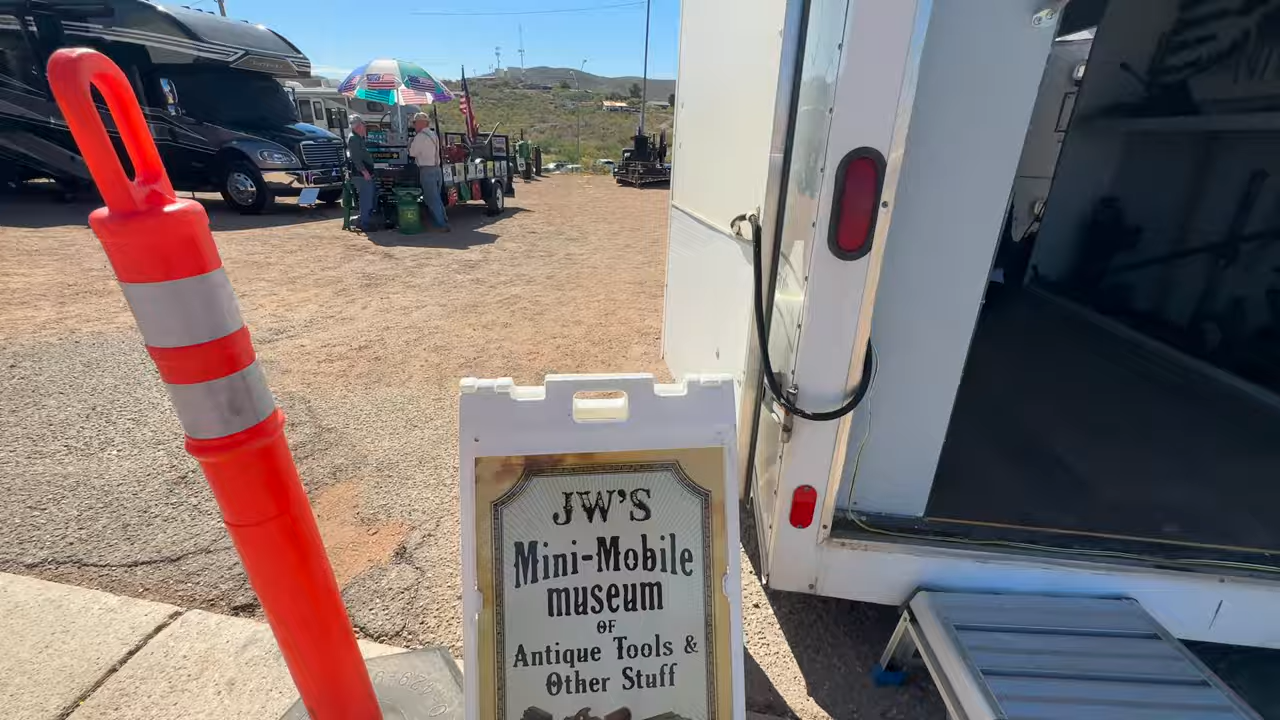 JW'S
Mini-Mobile
museum
OF
Antique Tools &
Other Stuff